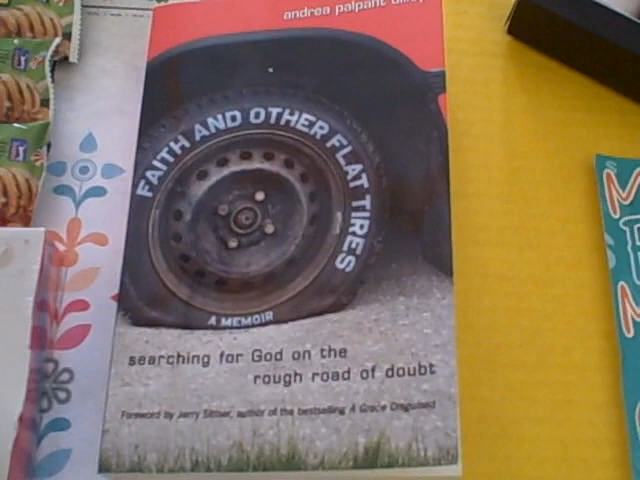 andrea palpant dilley
FAITH AND OTHER FLAT TIRES
A MEMOIR
searching for God on the
rough road of doubt
Foreword by Jerry Sittser, author of the bestselling A Grace Disguised